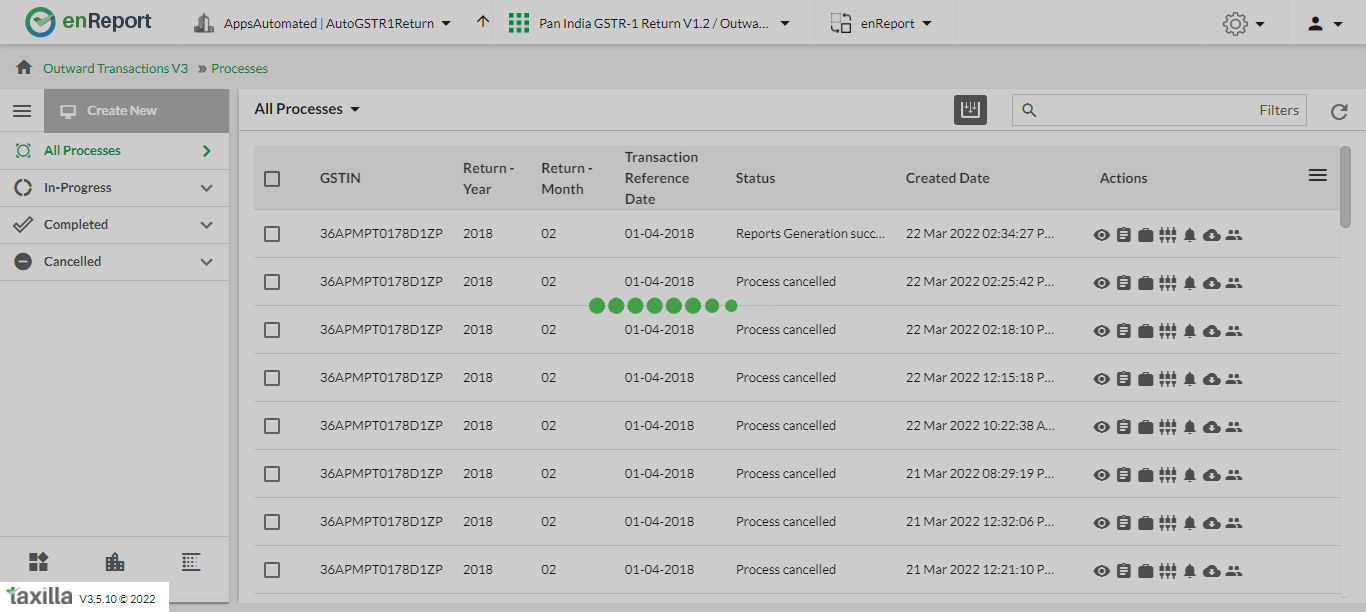 enReport AppsAutomated | AutoGSTR1Return Pan India GSTR-1 Return V1.2 / Outwa... enReport
Outward Transactions V3 » Processes
Create New All Processes Filters
All Processes
In-Progress
Completed
Cancelled
GSTIN Return - Year Return - Month Transaction Reference Date Status Created Date Actions
36APMPT0178D1ZP 2018 02 01-04-2018 Reports Generation succ... 22 Mar 2022 02:34:27 P...
36APMPT0178D1ZP 2018 02 01-04-2018 Process cancelled 22 Mar 2022 02:25:42 P...
36APMPT0178D1ZP 2018 02 01-04-2018 Process cancelled 22 Mar 2022 02:18:10 P...
36APMPT0178D1ZP 2018 02 01-04-2018 Process cancelled 22 Mar 2022 12:15:18 P...
36APMPT0178D1ZP 2018 02 01-04-2018 Process cancelled 22 Mar 2022 10:22:38 A...
36APMPT0178D1ZP 2018 02 01-04-2018 Process cancelled 21 Mar 2022 08:29:19 P...
36APMPT0178D1ZP 2018 02 01-04-2018 Process cancelled 21 Mar 2022 12:32:06 P...
36APMPT0178D1ZP 2018 02 01-04-2018 Process cancelled 21 Mar 2022 12:21:10 P...
taxilla V3.5.10 © 2022